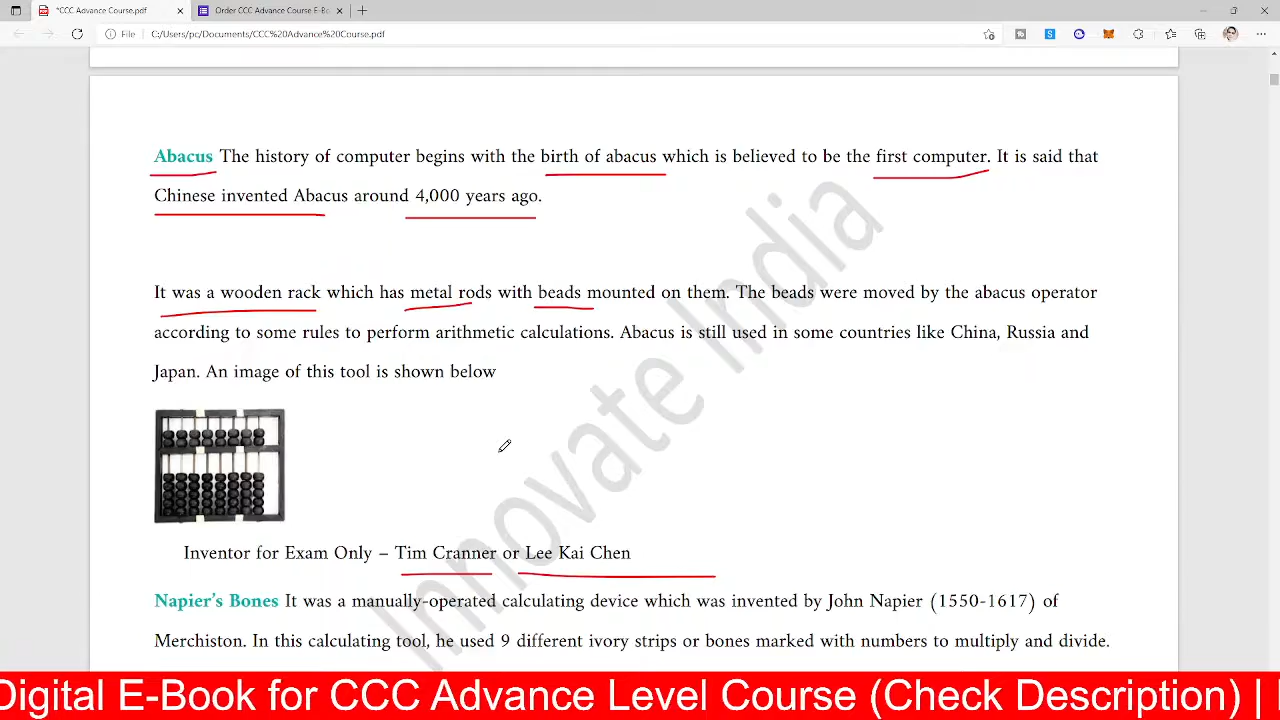 *CCC Advance Course.pdf
Order CCC Advance Course E-Bo
File
C:/Users/pc/Documents/CCC%20Advance%20Course.pdf
Abacus The history of computer begins with the birth of abacus which is believed to be the first computer. It is said that
Chinese invented Abacus around 4,000 years ago.
It was a wooden rack which has metal rods with beads mounted on them. The beads were moved by the abacus operator
according to some rules to perform arithmetic calculations. Abacus is still used in some countries like China, Russia and
Japan. An image of this tool is shown below
Innovate India
Inventor for Exam Only – Tim Cranner or Lee Kai Chen
Napier's Bones It was a manually-operated calculating device which was invented by John Napier (1550-1617) of
Merchiston. In this calculating tool, he used 9 different ivory strips or bones marked with numbers to multiply and divide.
Digital E-Book for CCC Advance Level Course (Check Description) |